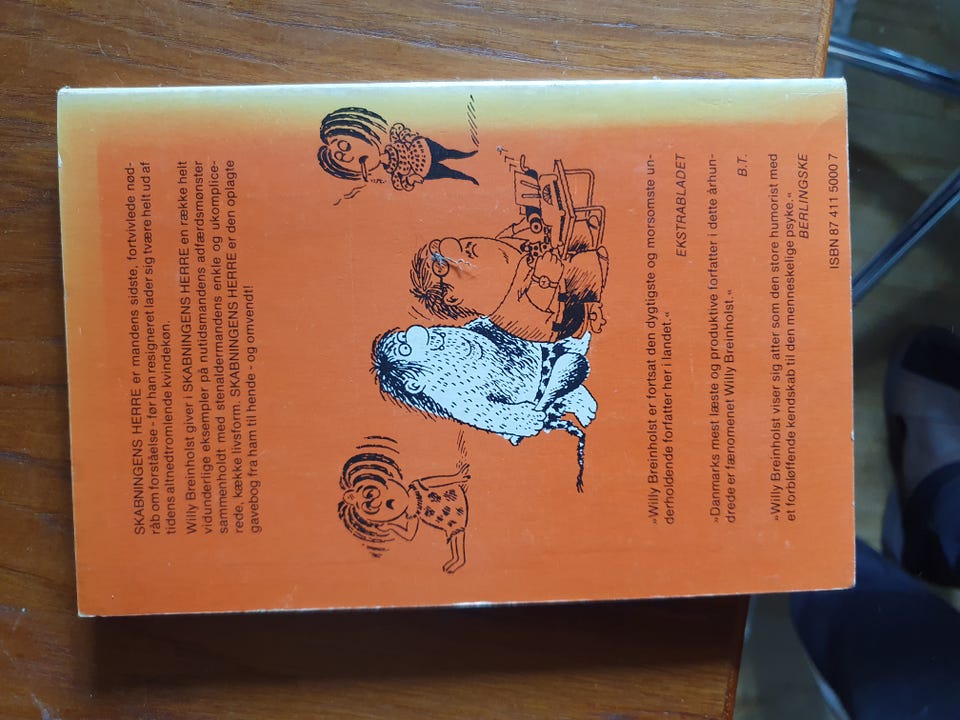 SKABNINGENS HERRE er mandens sidste, fortvivlede nød-
råb om forståelse - før han resigneret lader sig tvære helt ud af
tidens altnedtromlende kvindekøn.
Willy Breinholst giver i SKABNINGENS HERRE en række helt
vidunderlige eksempler på nutidsmandens adfærdsmønster
sammenholdt med stenaldermandens enkle og ukomplice-
rede, kække livsform. SKABNINGENS HERRE er den oplagte
gavebog fra ham til hende - og omvendt!
»Willy Breinholst er fortsat den dygtigste og morsomste un-
derholdende forfatter her i landet.«
EKSTRABLADET
»Danmarks mest læste og produktive forfatter i dette århun-
drede er fænomenet Willy Breinholst.«
B.T.
»Willy Breinholst viser sig atter som den store humorist med
et forbløffende kendskab til den menneskelige psyke.«
BERLINGSKE
ISBN 87 411 5000 7